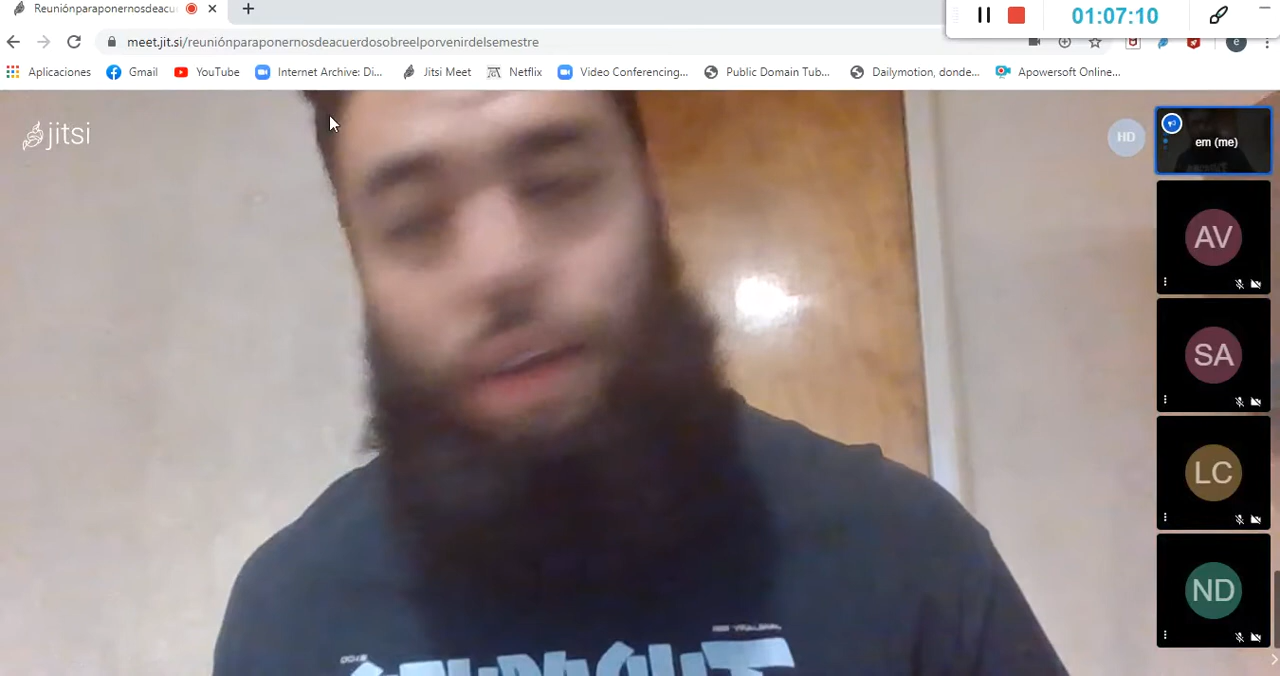 Reuniónparaponernosdeacu
01:07:10
meet.jit.si/reuniónparaponernosdeacuerdosobreelporvenirdelsemestre
e
Aplicaciones Gmail YouTube Internet Archive: Di... Jitsi Meet Netflix Video Conferencing... Public Domain Tub... Dailymotion, donde... Apowersoft Online...
jitsi
HD
em (me)
AV
SA
LC
ND